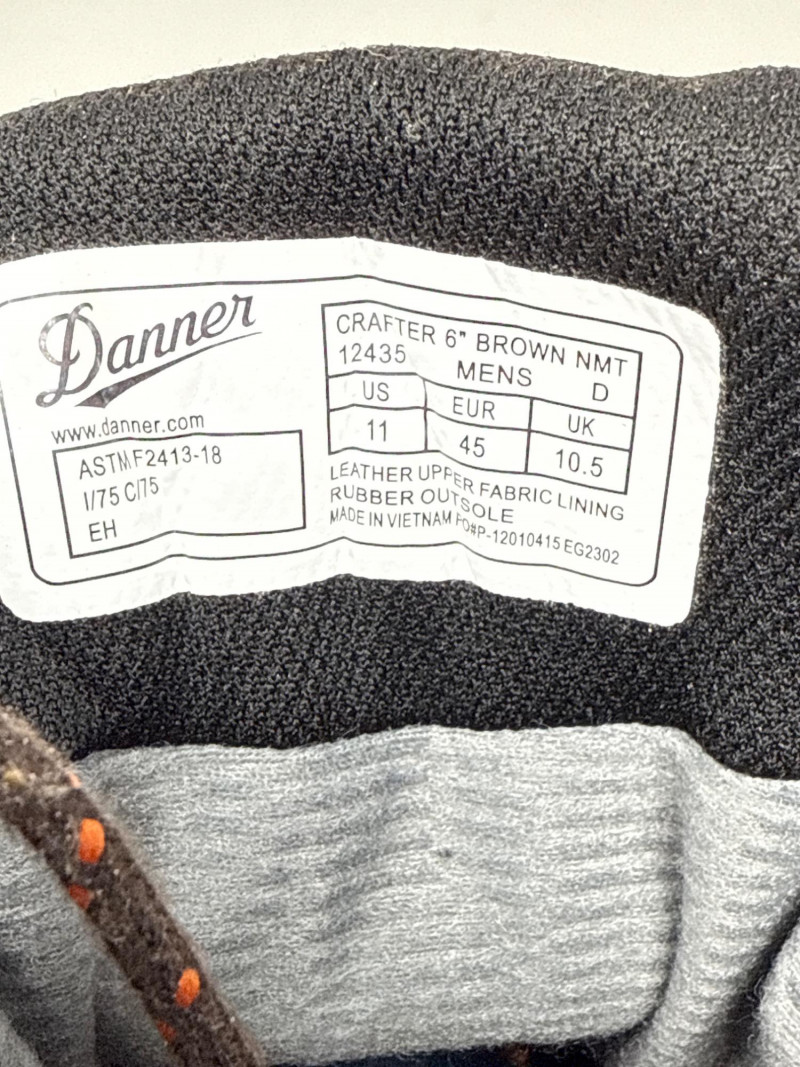 Danner
www.danner.com
ASTM F2413-18
I/75 C/75
EH
CRAFTER 6" BROWN NMT
12435 MENS D
US EUR UK
11 45 10.5
LEATHER UPPER FABRIC LINING
RUBBER OUTSOLE
MADE IN VIETNAM PO#P-12010415 EG2302